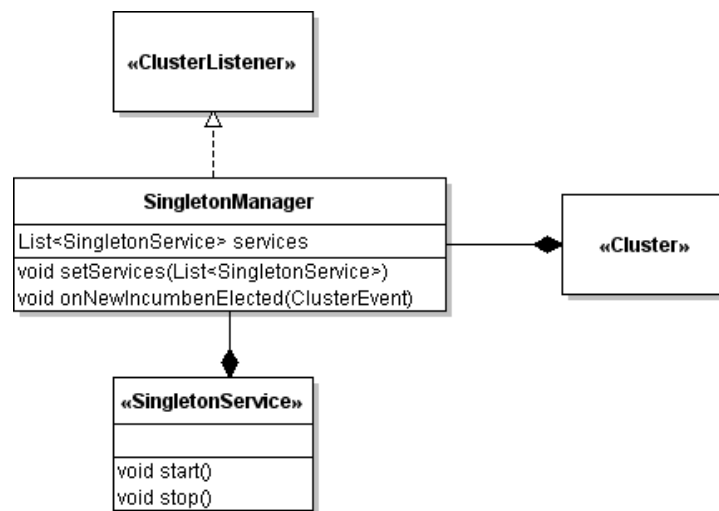 «ClusterListener»
SingletonManager
List<SingletonService> services
void setServices(List<SingletonService>)
void onNewIncumbenElected(ClusterEvent)
«Cluster»
«SingletonService»
void start()
void stop()